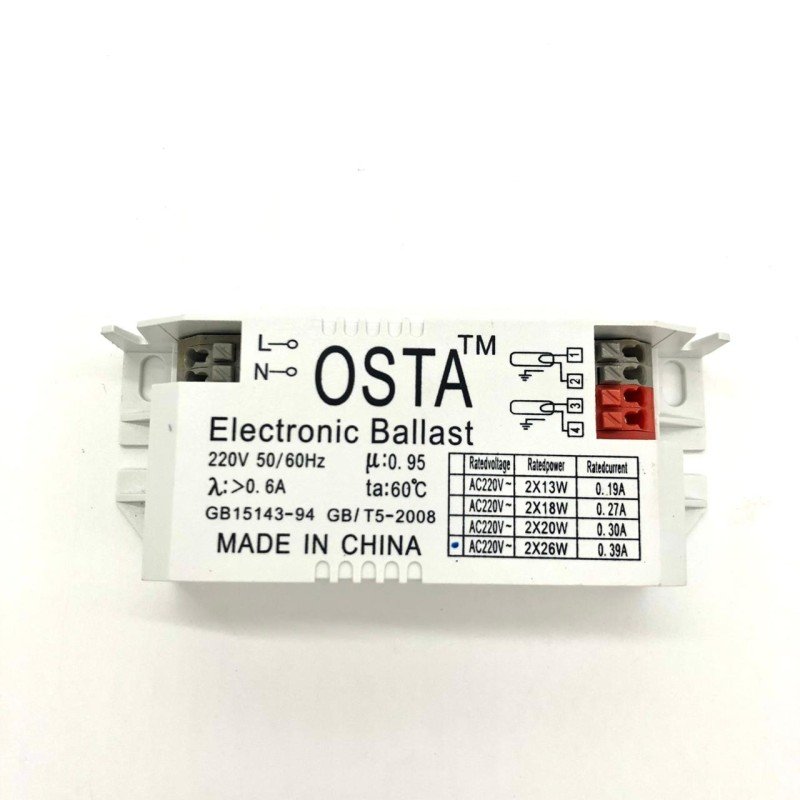 L
N
OSTA™
1
2
3
4
Electronic Ballast
220V 50/60Hz μ:0.95
λ:>0.6A ta:60℃
GB15143-94 GB/T5-2008
MADE IN CHINA
Ratedvoltage Ratedpower Ratedcurrent
AC220V~ 2X13W 0.19A
AC220V~ 2X18W 0.27A
AC220V~ 2X20W 0.30A
AC220V~ 2X26W 0.39A